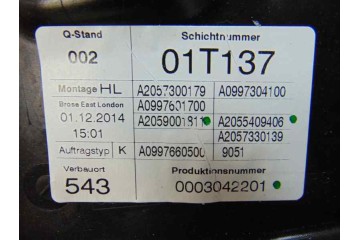 Q-Stand Schichtnummer
002 01T137
Montage HL A2057300179 A0997304100
Brose East London A0997601700
01.12.2014 A2059001811 A2055409406
15:01 A2057330139
Auftragstyp K A0997660500 9051
Verbauort Produktionsnummer
543 0003042201